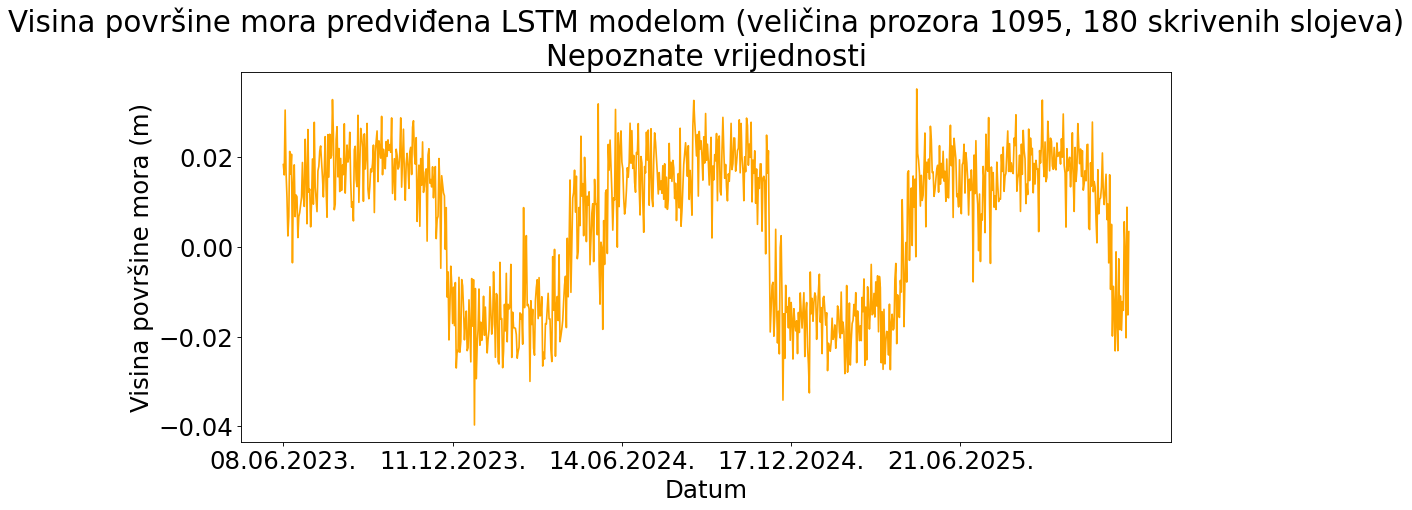 Visina površine mora predviđena LSTM modelom (veličina prozora 1095, 180 skrivenih slojeva)
Nepoznate vrijednosti
Visina površine mora (m)
0.02
0.00
−0.02
−0.04
08.06.2023. 11.12.2023. 14.06.2024. 17.12.2024. 21.06.2025.
Datum